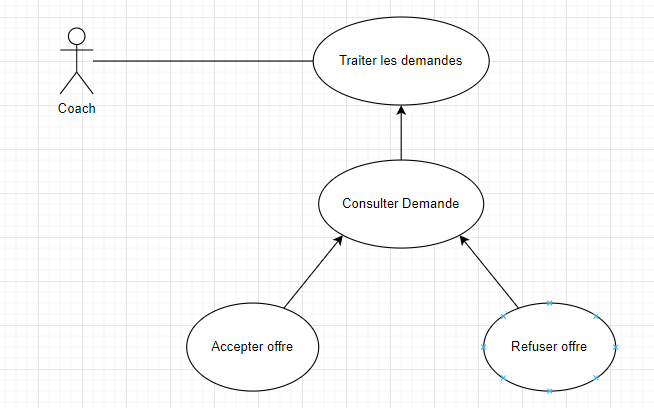 Traiter les demandes
Coach
Consulter Demande
Accepter offre
Refuser offre